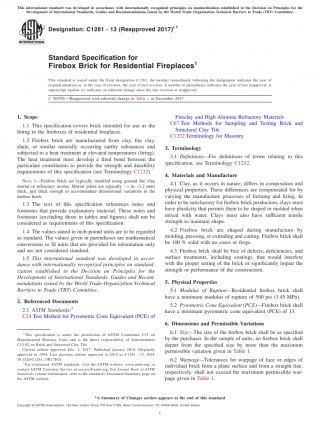 This international standard was developed in accordance with internationally recognized principles on standardization established in the Decision on Principles for the
Development of International Standards, Guides and Recommendations issued by the World Trade Organization Technical Barriers to Trade (TBT) Committee.
Designation: C1261 − 13 (Reapproved 2017)ε1
Standard Specification for
Firebox Brick for Residential Fireplaces1
This standard is issued under the fixed designation C1261; the number immediately following the designation indicates the year of
original adoption or, in the case of revision, the year of last revision. A number in parentheses indicates the year of last reapproval. A
superscript epsilon (ε) indicates an editorial change since the last revision or reapproval.
ε1 NOTE—Reapproved with editorial change in Table 1 in December 2017.
1. Scope
1.1 This specification covers brick intended for use as the
lining in the fireboxes of residential fireplaces.
1.2 Firebox brick are manufactured from clay, fire clay,
shale, or similar naturally occurring earthy substances and
subjected to a heat treatment at elevated temperatures (firing).
The heat treatment must develop a fired bond between the
particulate constituents to provide the strength and durability
requirements of this specification (see Terminology C1232).
NOTE 1—Firebox brick are typically installed using ground fire clay
mortar or refractory mortar. Mortar joints are typically
thick, just thick enough to accommodate dimensional variations in the
firebox brick.
1.3 The text of this specification references notes and
footnotes that provide explanatory material. These notes and
footnotes (excluding those in tables and figures) shall not be
considered as requirements of this specification.
1.4 The values stated in inch-pound units are to be regarded
as standard. The values given in parentheses are mathematical
conversions to SI units that are provided for information only
and are not considered standard.
1.5 This international standard was developed in accor-
dance with internationally recognized principles on standard-
ization established in the Decision on Principles for the
Development of International Standards, Guides and Recom-
mendations issued by the World Trade Organization Technical
Barriers to Trade (TBT) Committee.
2. Referenced Documents
2.1 ASTM Standards:2
C24 Test Method for Pyrometric Cone Equivalent (PCE) of
1 This specification is under the jurisdiction of ASTM Committee C15 on
Manufactured Masonry Units and is the direct responsibility of Subcommittee
C15.02 on Brick and Structural Clay Tile.
Current edition approved Dec. 1, 2017. Published January 2018. Originally
approved in 1994. Last previous edition approved in 2013 as C1261 – 13. DOI:
10.1520/C1261-13R17E01.
2 For referenced ASTM standards, visit the ASTM website, www.astm.org, or
contact ASTM Customer Service at service@astm.org. For Annual Book of ASTM
Standards volume information, refer to the standard's Document Summary page on
the ASTM website.
Fireclay and High Alumina Refractory Materials
C67 Test Methods for Sampling and Testing Brick and
Structural Clay Tile
C1232 Terminology for Masonry
3. Terminology
3.1 Definitions—For definitions of terms relating to this
specification, see Terminology C1232.
4. Materials and Manufacture
4.1 Clay, as it occurs in nature, differs in composition and
physical properties. These differences are compensated for by
varying the manufacture processes of forming and firing. In
order to be satisfactory for firebox brick production, clays must
have plasticity that permits them to be shaped or molded when
mixed with water. Clays must also have sufficient tensile
strength to maintain shape.
4.2 Firebox brick are shaped during manufacture by
molding, pressing, or extruding and cutting. Firebox brick shall
be 100 % solid with no cores or frogs.
4.3 Firebox brick shall be free of defects, deficiencies, and
surface treatments, including coatings, that would interfere
with the proper setting of the brick or significantly impair the
strength or performance of the construction.
5. Physical Properties
5.1 Modulus of Rupture—Residential firebox brick shall
have a minimum modulus of rupture of 500 psi (3.45 MPa).
5.2 Pyrometric Cone Equivalent (PCE)—Firebox brick shall
have a minimum pyrometric cone equivalent (PCE) of 13.
6. Dimensions and Permissible Variations
6.1 Size—The size of the firebox brick shall be as specified
by the purchaser. In the sample of units, no firebox brick shall
depart from the specified size by more than the maximum
permissible variation given in Table 1.
6.2 Warpage—Tolerances for warpage of face or edges of
individual brick from a plane surface and from a straight line,
respectively, shall not exceed the maximum permissible war-
page given in Table 1.
*A Summary of Changes section appears at the end of this standard
Copyright © ASTM International, 100 Barr Harbor Drive, PO Box C700, West Conshohocken, PA 19428-2959. United States
1